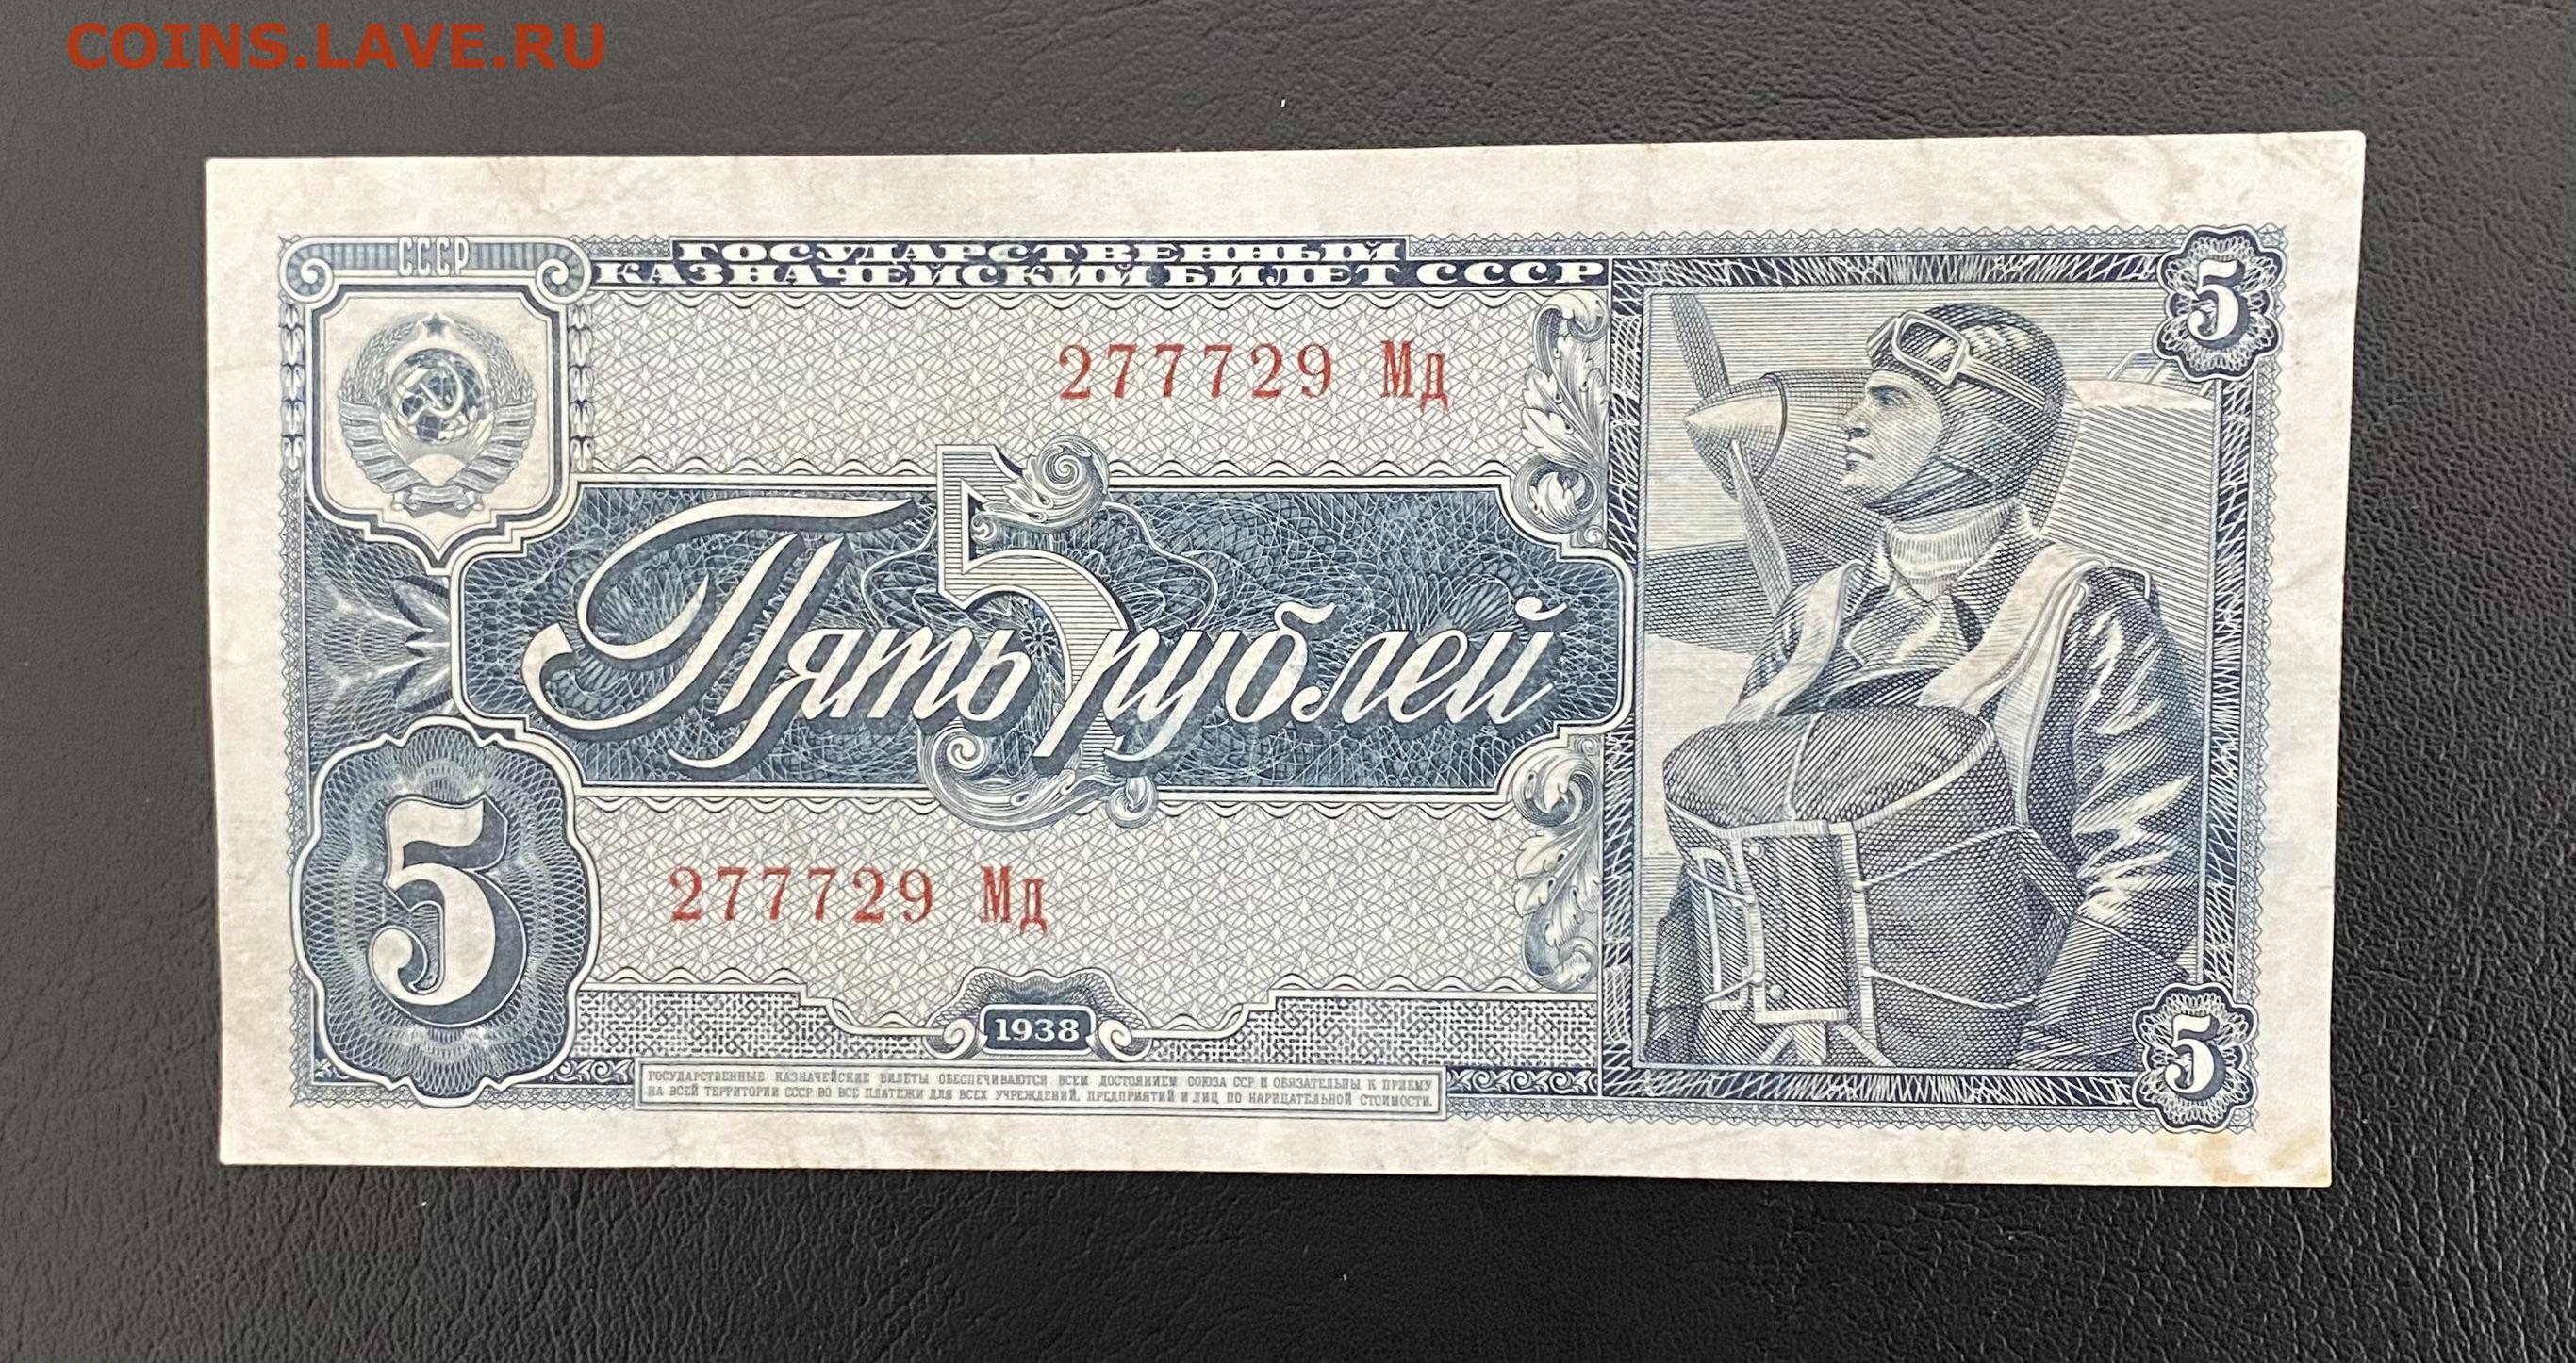 COINS.LAVE.RU
СССР
ГОСУДАРСТВЕННЫЙ
КАЗНАЧЕЙСКИЙ БИЛЕТ СССР
5
277729 Мд
5
Пять рублей
5
277729 Мд
1938
5
ГОСУДАРСТВЕННЫЕ КАЗНАЧЕЙСКИЕ БИЛЕТЫ ОБЕСПЕЧИВАЮТСЯ ВСЕМ ДОСТОЯНИЕМ СОЮЗА ССР И ОБЯЗАТЕЛЬНЫ К ПРИЕМУ
НА ВСЕЙ ТЕРРИТОРИИ СССР ВО ВСЕ ПЛАТЕЖИ ДЛЯ ВСЕХ УЧРЕЖДЕНИЙ, ПРЕДПРИЯТИЙ И ЛИЦ ПО НАРИЦАТЕЛЬНОЙ СТОИМОСТИ.